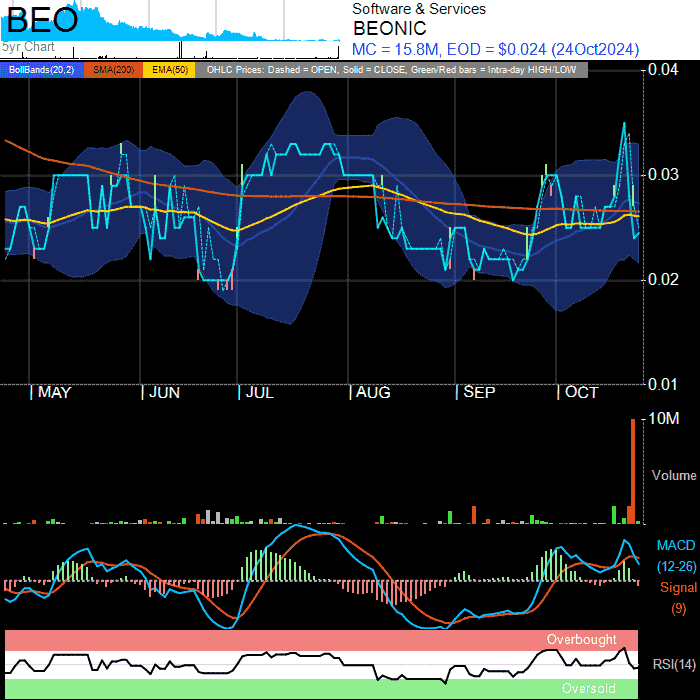 BEO
5yr Chart
Software & Services
BEONIC
MC = 15.8M, EOD = $0.024 (24Oct2024)
BollBands(20,2) SMA(200) EMA(50) OHLC Prices: Dashed = OPEN, Solid = CLOSE, Green/Red bars = Intra-day HIGH/LOW
0.04
0.03
0.02
0.01
MAY JUN JUL AUG SEP OCT
10M
Volume
MACD
(12-26)
Signal
(9)
Overbought
RSI(14)
Oversold